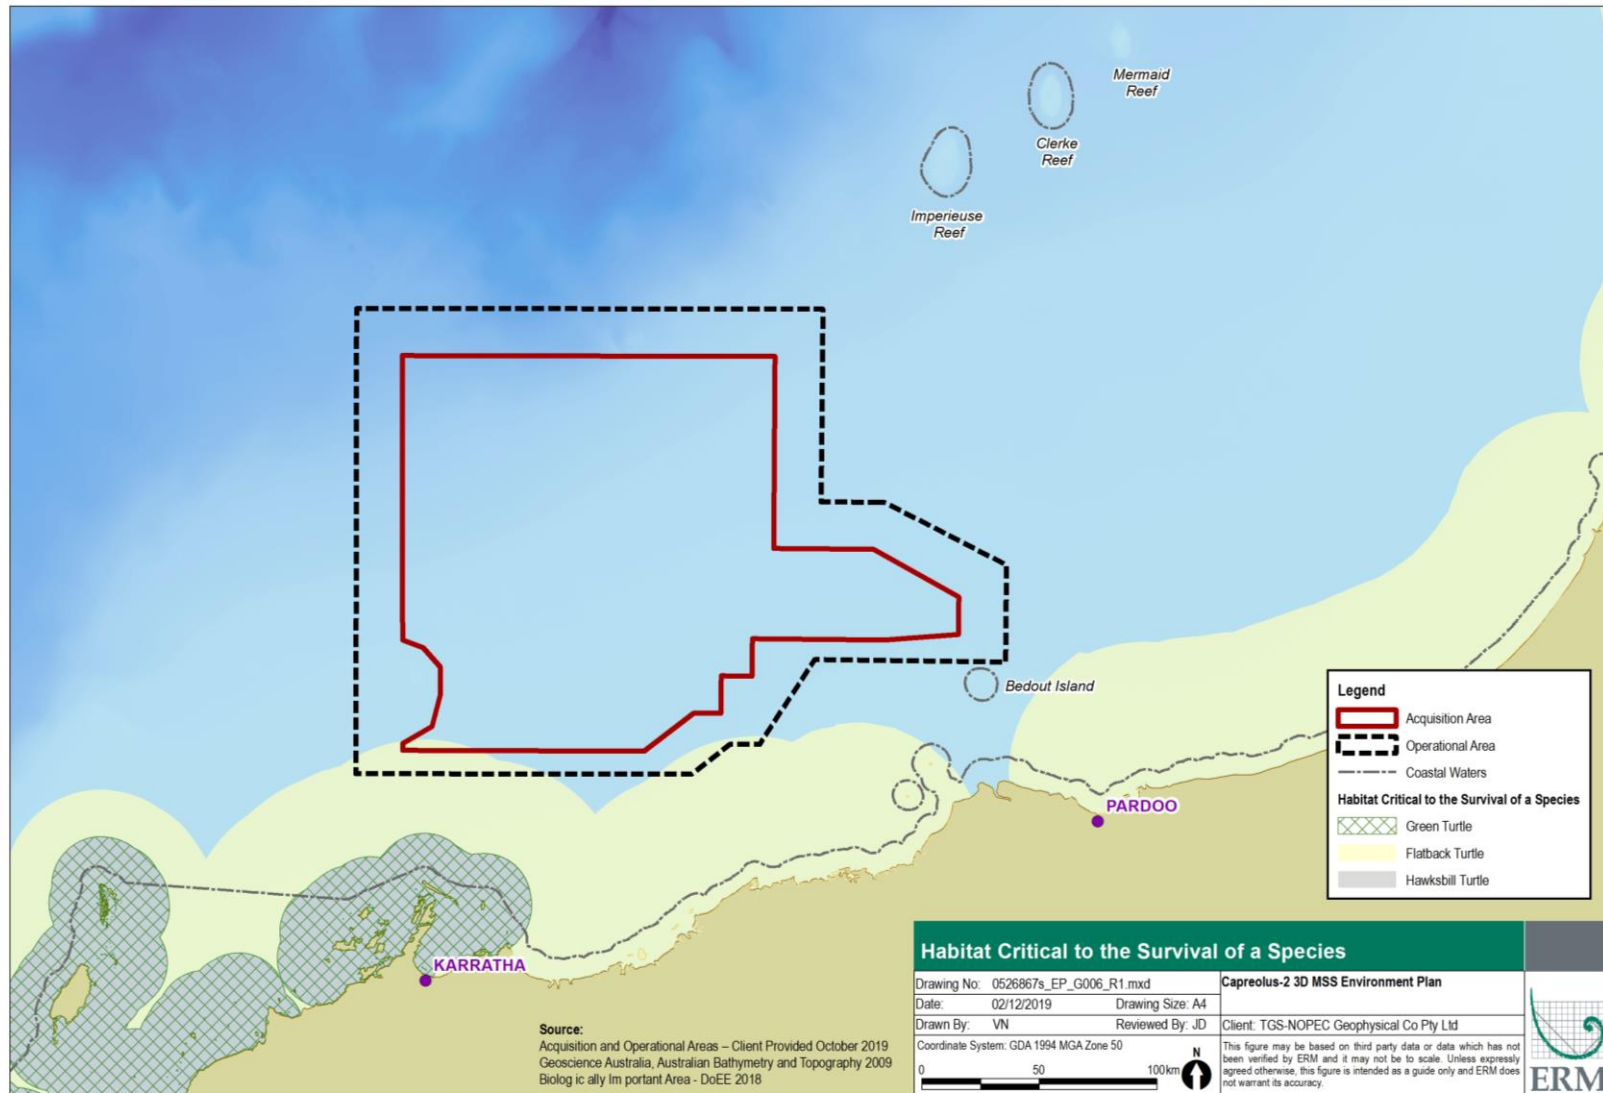 Mermaid
Reef
Clerke
Reef
Imperieuse
Reef
Bedout Island
PARDOO
KARRATHA
Legend
Acquisition Area
Operational Area
Coastal Waters
Habitat Critical to the Survival of a Species
Green Turtle
Flatback Turtle
Hawksbill Turtle
Source:
Acquisition and Operational Areas – Client Provided October 2019
Geoscience Australia, Australian Bathymetry and Topography 2009
Biolog ic ally Im portant Area - DoEE 2018
Habitat Critical to the Survival of a Species
Drawing No: 0526867s_EP_G006_R1.mxd
Date: 02/12/2019 Drawing Size: A4
Drawn By: VN Reviewed By: JD
Coordinate System: GDA 1994 MGA Zone 50
0 50 100km
N
Capreolus-2 3D MSS Environment Plan
Client: TGS-NOPEC Geophysical Co Pty Ltd
This figure may be based on third party data or data which has not
been verified by ERM and it may not be to scale. Unless expressly
agreed otherwise, this figure is intended as a guide only and ERM does
not warrant its accuracy.
ERM